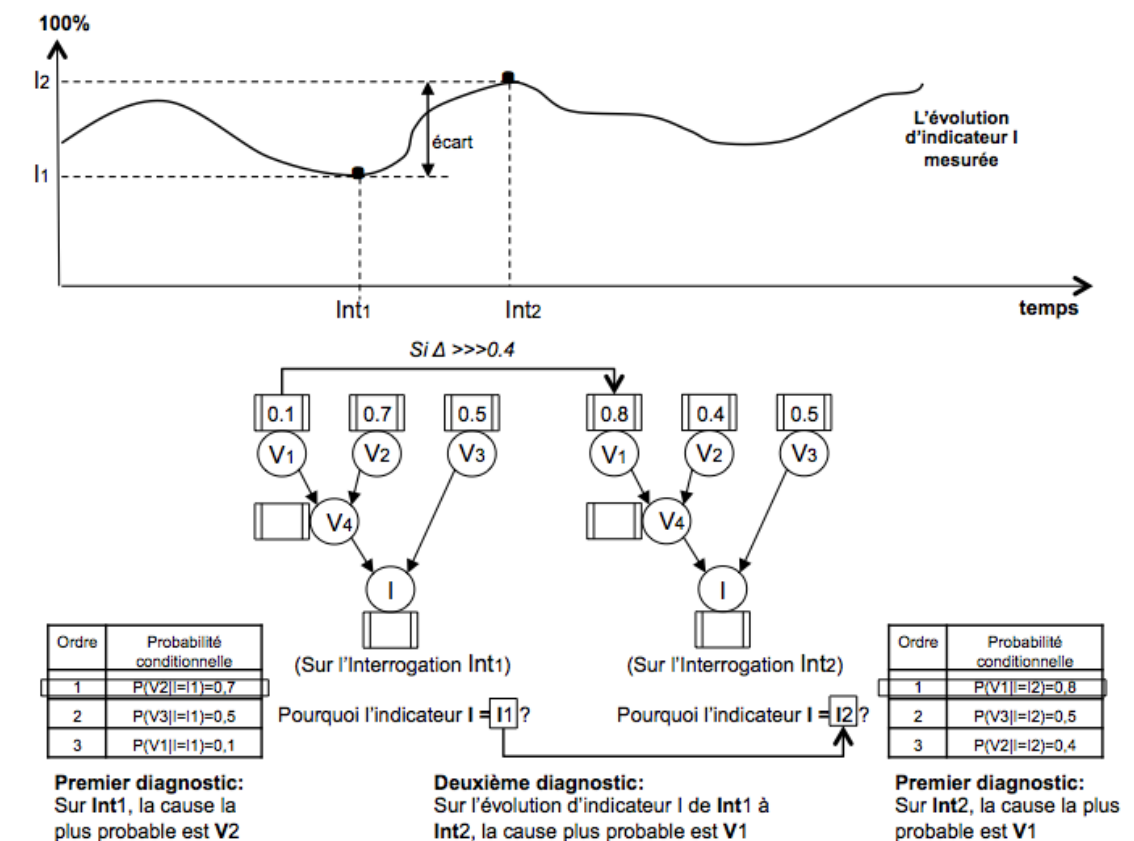 100%
I2
écart
I1
L'évolution
d'indicateur I
mesurée
Int1
Int2
temps
Si Δ >>>0.4
0.1
0.7
0.5
0.8
0.4
0.5
V1
V2
V3
V1
V2
V3
V4
V4
I
I
Ordre
Probabilité
conditionnelle
1
P(V2|I=I1)=0,7
2
P(V3|I=I1)=0,5
3
P(V1|I=I1)=0,1
(Sur l'Interrogation Int1)
Pourquoi l'indicateur I = I1 ?
(Sur l'Interrogation Int2)
Pourquoi l'indicateur I = I2 ?
Ordre
Probabilité
conditionnelle
1
P(V1|I=I2)=0,8
2
P(V3|I=I2)=0,5
3
P(V2|I=I2)=0,4
Premier diagnostic:
Sur Int1, la cause la
plus probable est V2
Deuxième diagnostic:
Sur l'évolution d'indicateur I de Int1 à
Int2, la cause plus probable est V1
Premier diagnostic:
Sur Int2, la cause la plus
probable est V1